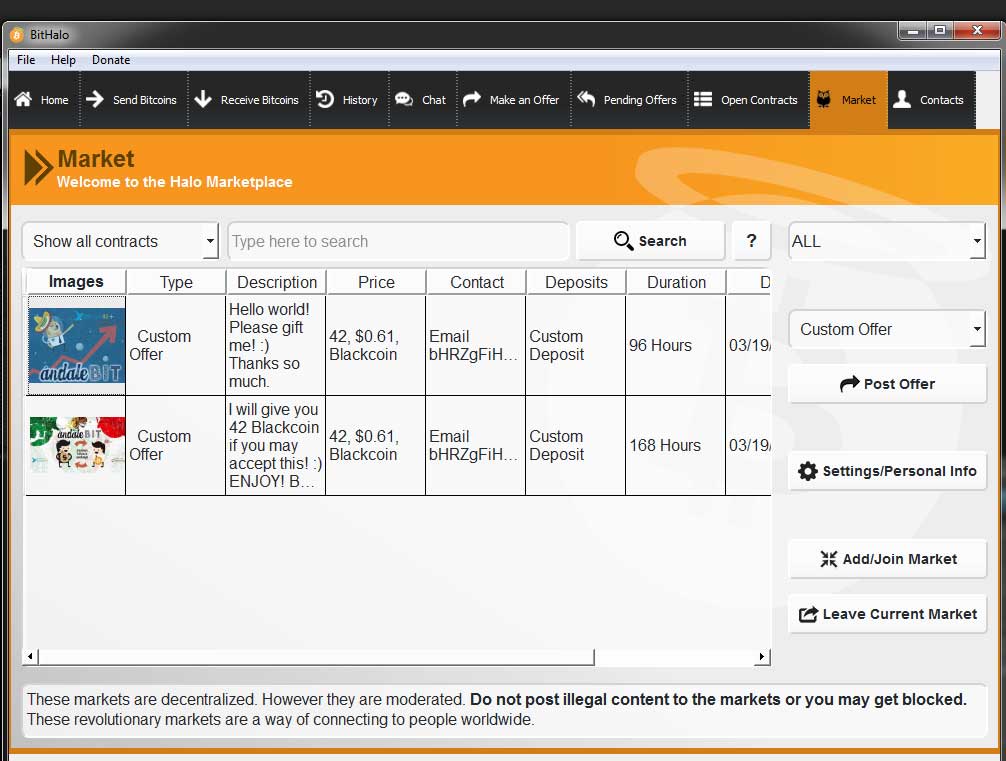 BitHalo
File Help Donate
Home Send Bitcoins Receive Bitcoins History Chat Make an Offer Pending Offers Open Contracts Market Contacts
Market
Welcome to the Halo Marketplace
Show all contracts Type here to search Search ? ALL
Images Type Description Price Contact Deposits Duration D
Hello world!
Please gift
me! :)
Thanks so
much.
Custom
Offer
42, $0.61,
Blackcoin
Email
bHRZgFiH...
Custom
Deposit
96 Hours
03/19/
andaleBIT
I will give you
42 Blackcoin
if you may
accept this! :)
ENJOY! B...
Custom
Offer
42, $0.61,
Blackcoin
Email
bHRZgFiH...
Custom
Deposit
168 Hours
03/19/
andaleBIT
Custom Offer
Post Offer
Settings/Personal Info
Add/Join Market
Leave Current Market
These markets are decentralized. However they are moderated. Do not post illegal content to the markets or you may get blocked.
These revolutionary markets are a way of connecting to people worldwide.